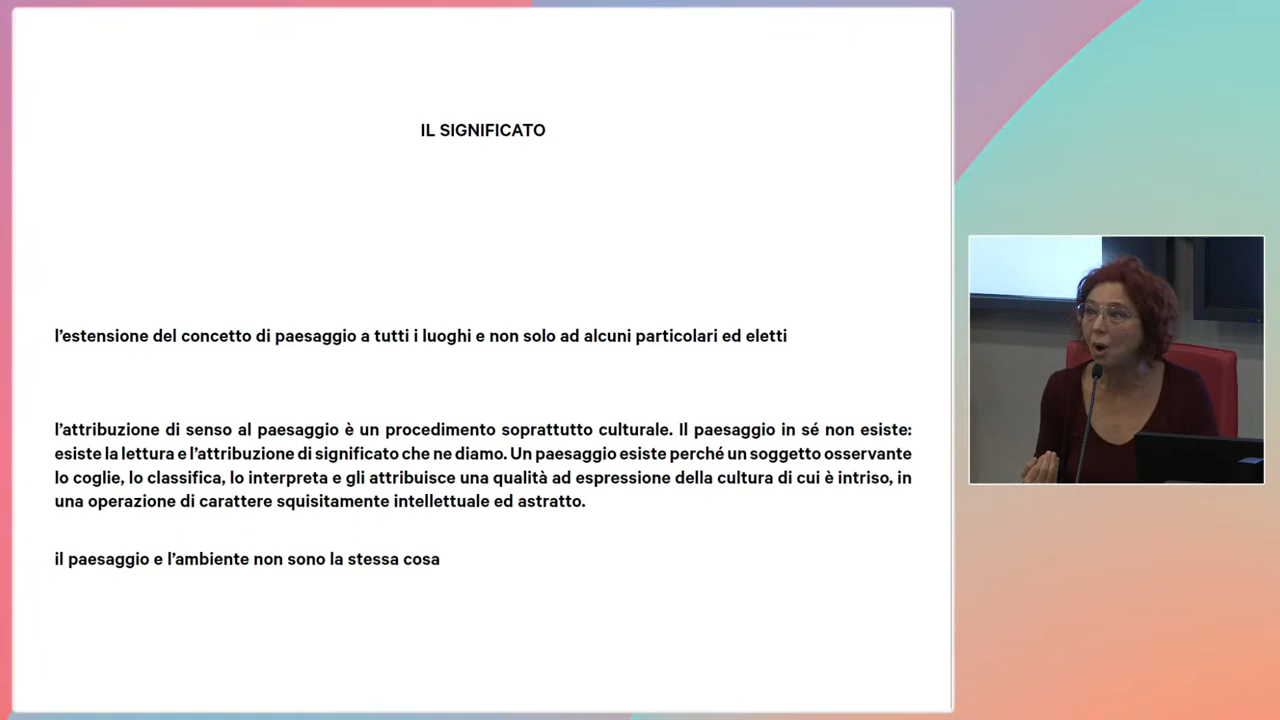 IL SIGNIFICATO
l’estensione del concetto di paesaggio a tutti i luoghi e non solo ad alcuni particolari ed eletti
l’attribuzione di senso al paesaggio è un procedimento soprattutto culturale. Il paesaggio in sé non esiste:
esiste la lettura e l’attribuzione di significato che ne diamo. Un paesaggio esiste perché un soggetto osservante
lo coglie, lo classifica, lo interpreta e gli attribuisce una qualità ad espressione della cultura di cui è intriso, in
una operazione di carattere squisitamente intellettuale ed astratto.
il paesaggio e l’ambiente non sono la stessa cosa